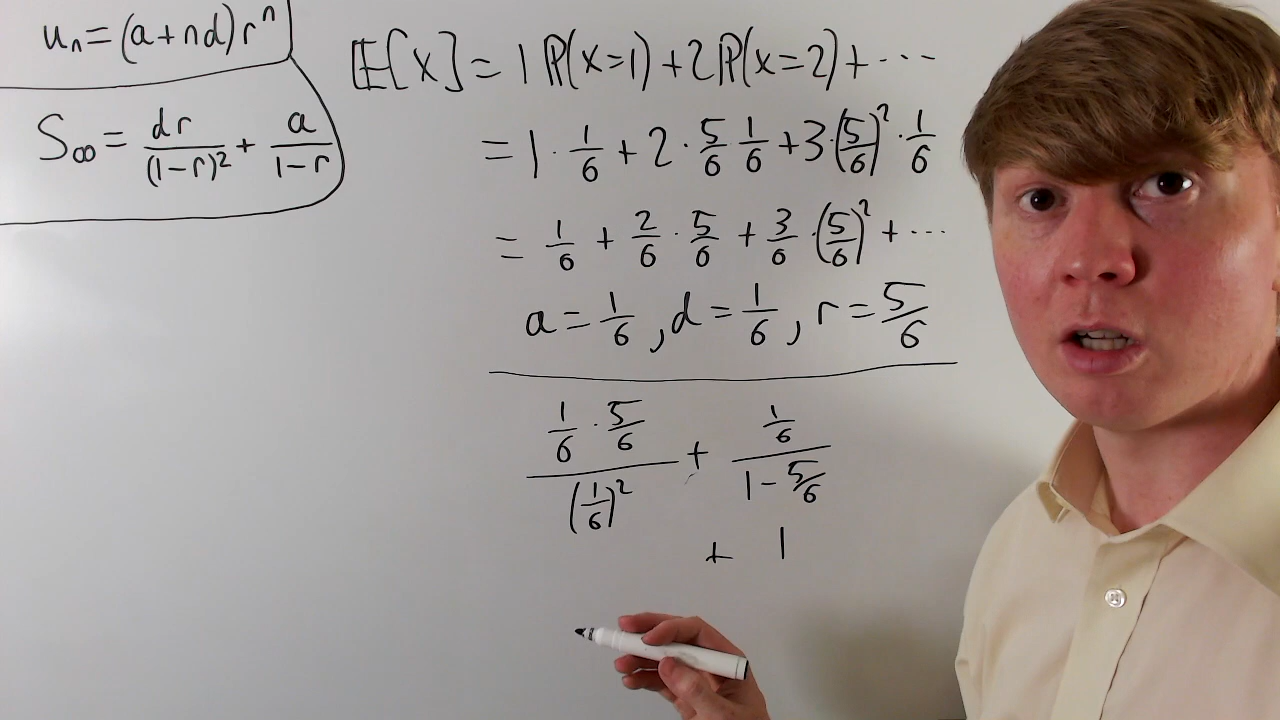 uₙ = (a+nd)rⁿ
S∞ = dr/(1-r)² + a/(1-r)
𝔼[X] = 1ℙ(X=1) + 2ℙ(X=2) + ⋯
= 1·1/6 + 2·5/6 1/6 + 3·(5/6)²·1/6
= 1/6 + 2/6·5/6 + 3/6·(5/6)² + ⋯
a = 1/6, d = 1/6, r = 5/6
(1/6·5/6)/(1/6)² + (1/6)/(1-5/6)
+ 1